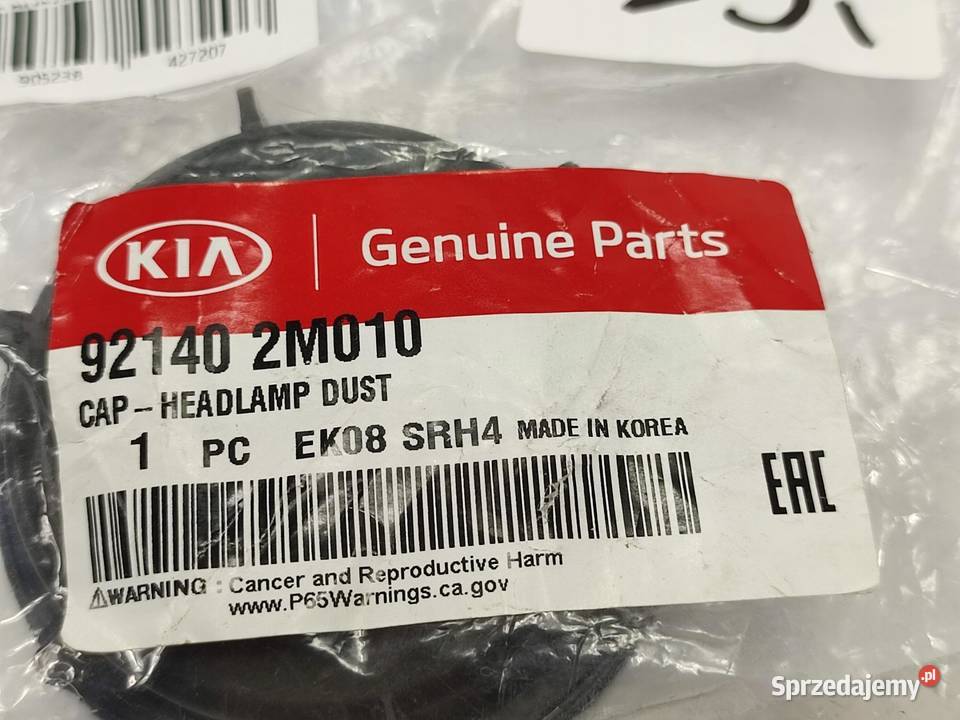 427207
KIA Genuine Parts
92140 2M010
CAP-HEADLAMP DUST
1 PC EK08 SRH4 MADE IN KOREA
EAC
⚠WARNING : Cancer and Reproductive Harm
www.P65Warnings.ca.gov
Sprzedajemy.pl